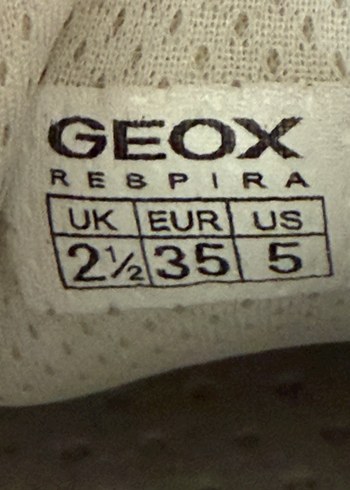 GEOX
RESPIRA
UK EUR US
2½ 35 5